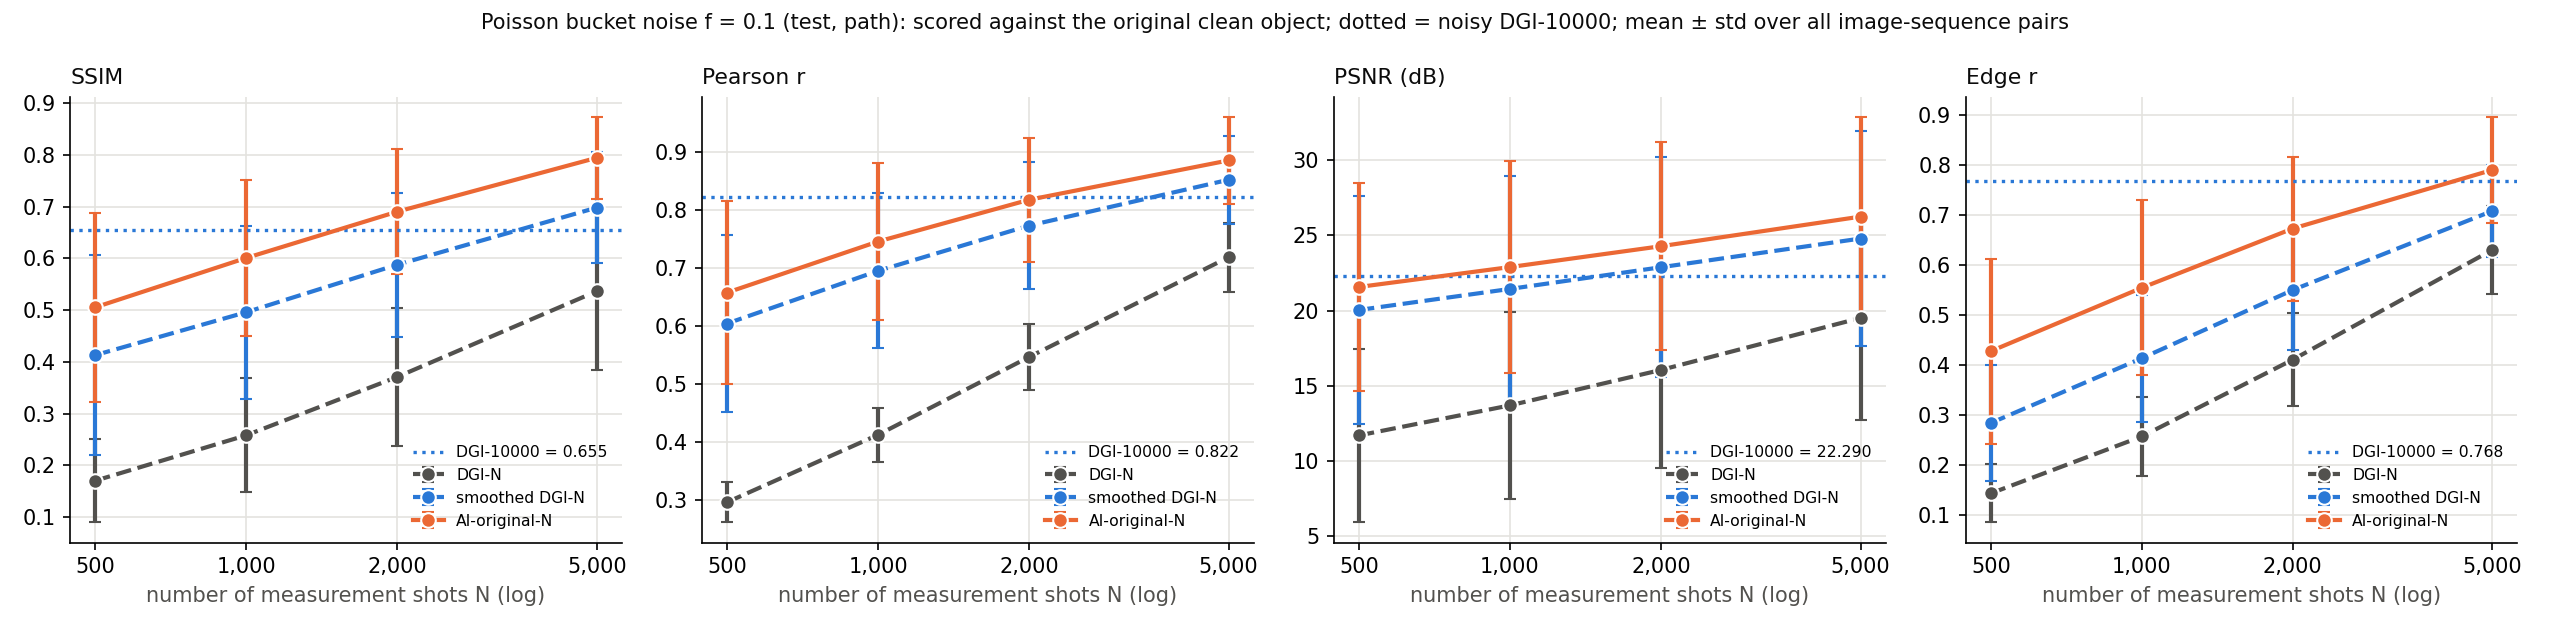 Poisson bucket noise f = 0.1 (test, path): scored against the original clean object; dotted = noisy DGI-10000; mean ± std over all image-sequence pairs
SSIM
0.9
0.8
0.7
0.6
0.5
0.4
0.3
0.2
0.1
DGI-10000 = 0.655
DGI-N
smoothed DGI-N
AI-original-N
500
1,000
2,000
5,000
number of measurement shots N (log)
Pearson r
0.9
0.8
0.7
0.6
0.5
0.4
0.3
DGI-10000 = 0.822
DGI-N
smoothed DGI-N
AI-original-N
500
1,000
2,000
5,000
number of measurement shots N (log)
PSNR (dB)
30
25
20
15
10
5
DGI-10000 = 22.290
DGI-N
smoothed DGI-N
AI-original-N
500
1,000
2,000
5,000
number of measurement shots N (log)
Edge r
0.9
0.8
0.7
0.6
0.5
0.4
0.3
0.2
0.1
DGI-10000 = 0.768
DGI-N
smoothed DGI-N
AI-original-N
500
1,000
2,000
5,000
number of measurement shots N (log)